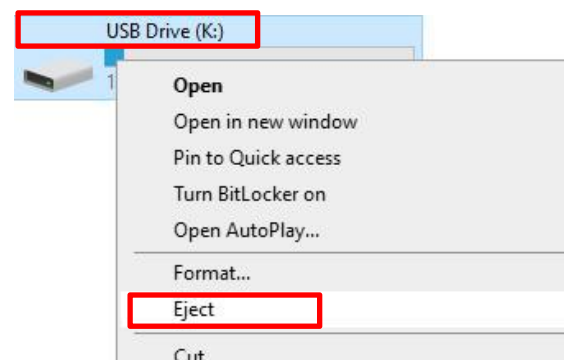 USB Drive (K:)
1
Open
Open in new window
Pin to Quick access
Turn BitLocker on
Open AutoPlay...
Format...
Eject
Cut